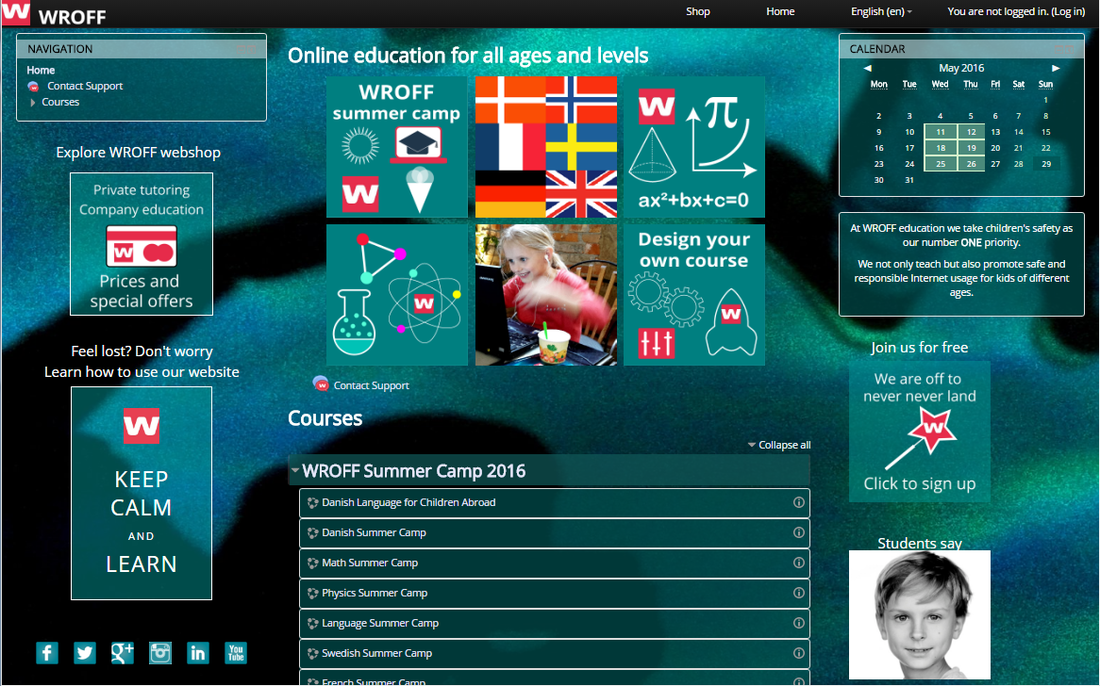 W WROFF
Shop
Home
English (en)
You are not logged in. (Log in)
NAVIGATION
Home
Contact Support
Courses
Explore WROFF webshop
Private tutoring
Company education
W
Prices and
special offers
Feel lost? Don't worry
Learn how to use our website
W
KEEP
CALM
AND
LEARN
f
g+
in
You
Tube
Online education for all ages and levels
WROFF
summer camp
W
W
π
ax²+bx+c=0
W
Design your
own course
W
Contact Support
Courses
Collapse all
WROFF Summer Camp 2016
Danish Language for Children Abroad
Danish Summer Camp
Math Summer Camp
Physics Summer Camp
Language Summer Camp
Swedish Summer Camp
French Summer Camp
CALENDAR
◄ May 2016 ►
Mon Tue Wed Thu Fri Sat Sun
1
2 3 4 5 6 7 8
9 10 11 12 13 14 15
16 17 18 19 20 21 22
23 24 25 26 27 28 29
30 31
At WROFF education we take children's safety as
our number ONE priority.
We not only teach but also promote safe and
responsible Internet usage for kids of different
ages.
Join us for free
We are off to
never never land
W
Click to sign up
Students say